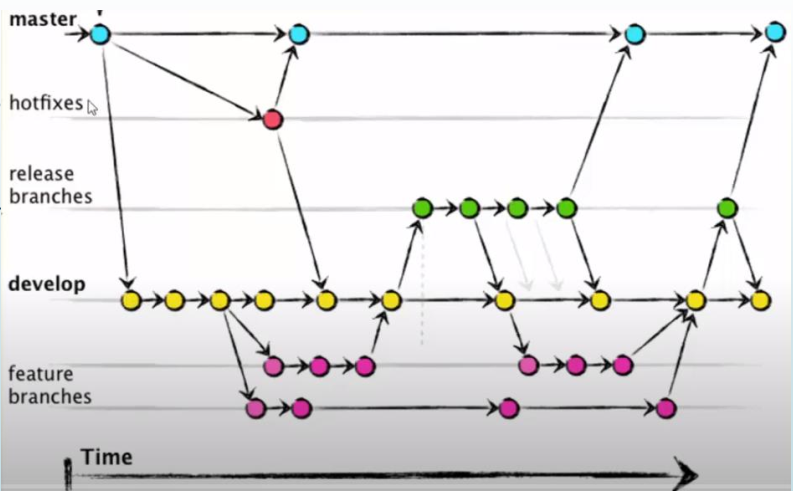 master
hotfixes
release
branches
develop
feature
branches
Time